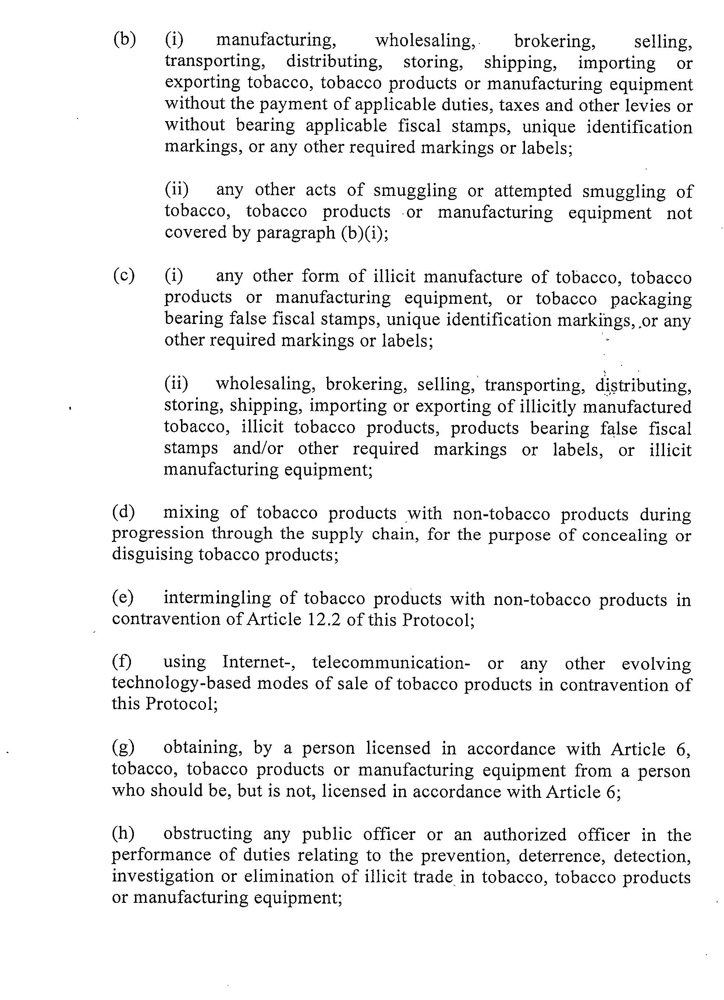 (b) (i) manufacturing, wholesaling, brokering, selling,
transporting, distributing, storing, shipping, importing or
exporting tobacco, tobacco products or manufacturing equipment
without the payment of applicable duties, taxes and other levies or
without bearing applicable fiscal stamps, unique identification
markings, or any other required markings or labels;
(ii) any other acts of smuggling or attempted smuggling of
tobacco, tobacco products or manufacturing equipment not
covered by paragraph (b)(i);
(c) (i) any other form of illicit manufacture of tobacco, tobacco
products or manufacturing equipment, or tobacco packaging
bearing false fiscal stamps, unique identification markings, or any
other required markings or labels;
(ii) wholesaling, brokering, selling, transporting, distributing,
storing, shipping, importing or exporting of illicitly manufactured
tobacco, illicit tobacco products, products bearing false fiscal
stamps and/or other required markings or labels, or illicit
manufacturing equipment;
(d) mixing of tobacco products with non-tobacco products during
progression through the supply chain, for the purpose of concealing or
disguising tobacco products;
(e) intermingling of tobacco products with non-tobacco products in
contravention of Article 12.2 of this Protocol;
(f) using Internet-, telecommunication- or any other evolving
technology-based modes of sale of tobacco products in contravention of
this Protocol;
(g) obtaining, by a person licensed in accordance with Article 6,
tobacco, tobacco products or manufacturing equipment from a person
who should be, but is not, licensed in accordance with Article 6;
(h) obstructing any public officer or an authorized officer in the
performance of duties relating to the prevention, deterrence, detection,
investigation or elimination of illicit trade in tobacco, tobacco products
or manufacturing equipment;